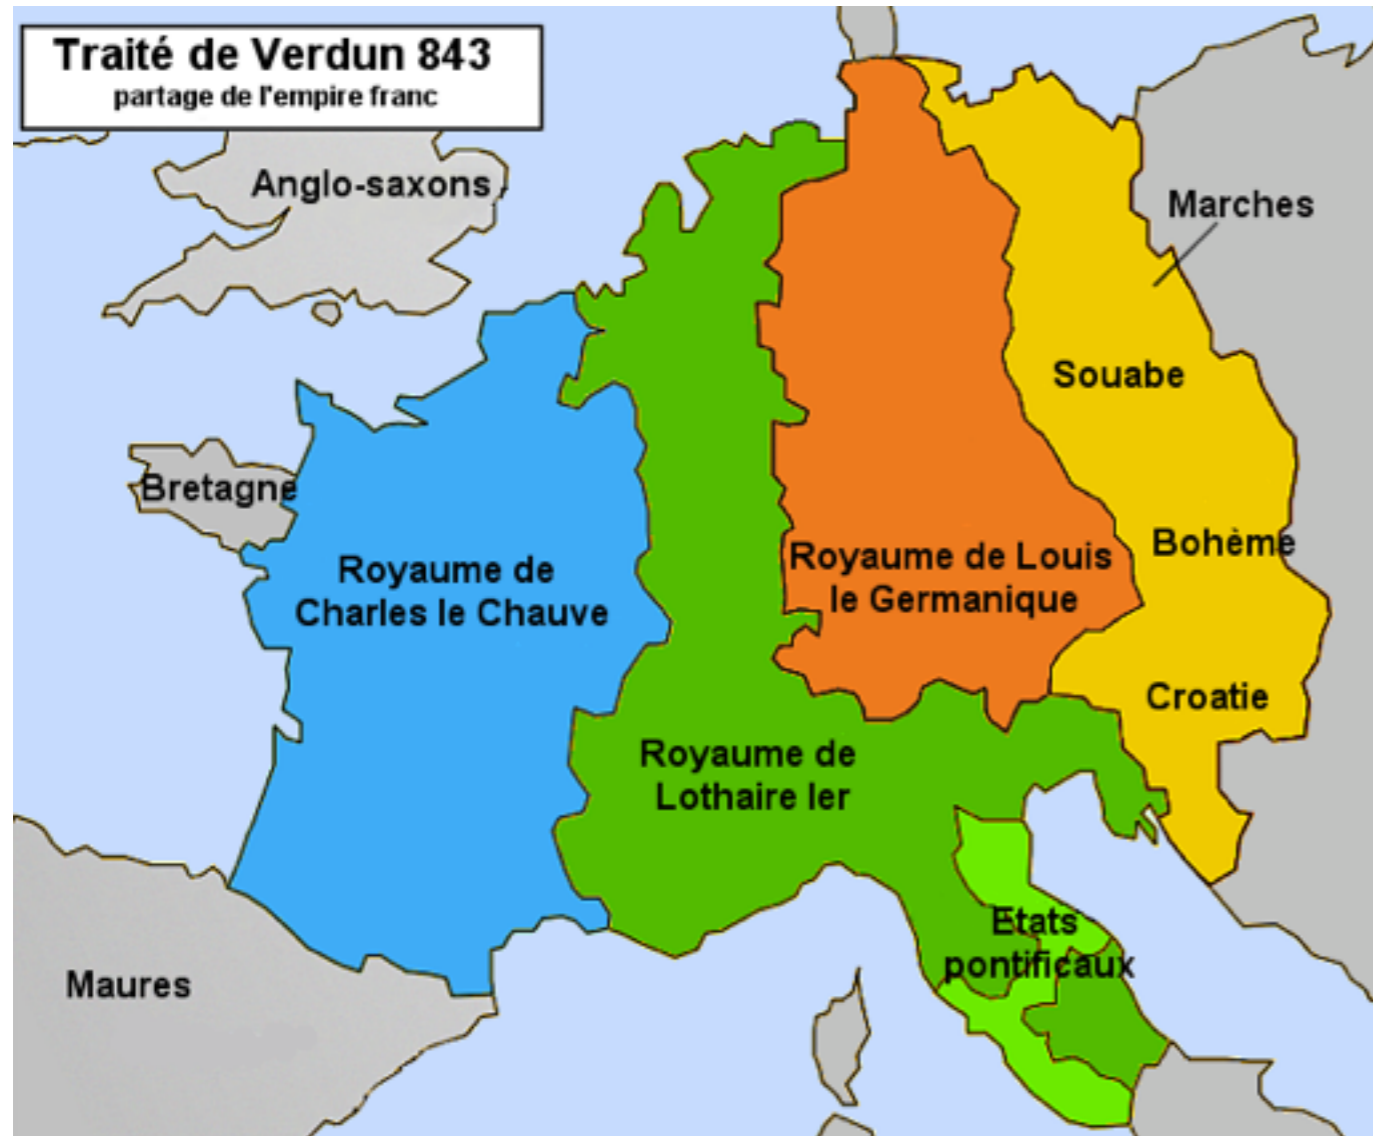 Traité de Verdun 843
partage de l'empire franc
Anglo-saxons
Marches
Souabe
Bretagne
Bohème
Royaume de Louis
le Germanique
Royaume de
Charles le Chauve
Croatie
Royaume de
Lothaire Ier
Etats
pontificaux
Maures